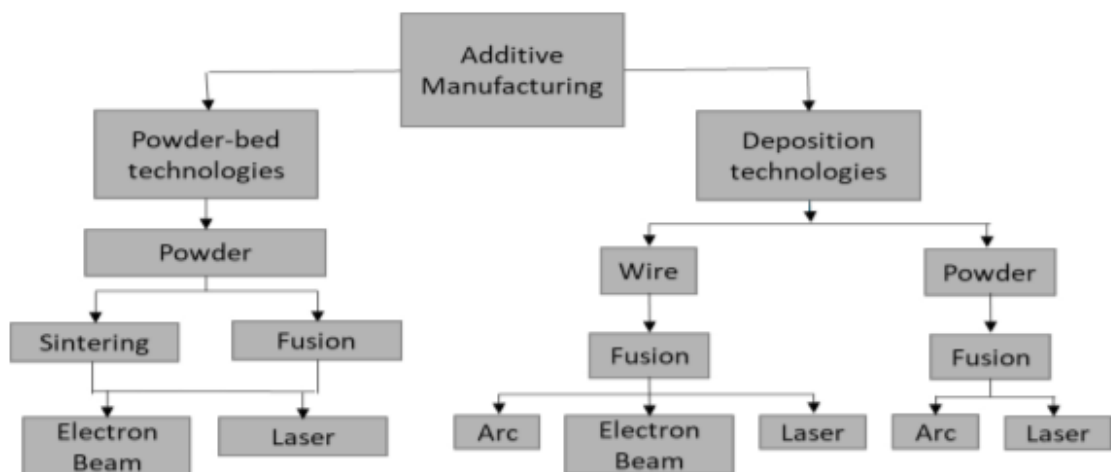 Additive
Manufacturing
Powder-bed
technologies
Deposition
technologies
Powder
Wire
Powder
Sintering
Fusion
Fusion
Fusion
Electron
Beam
Laser
Arc
Electron
Beam
Laser
Arc
Laser